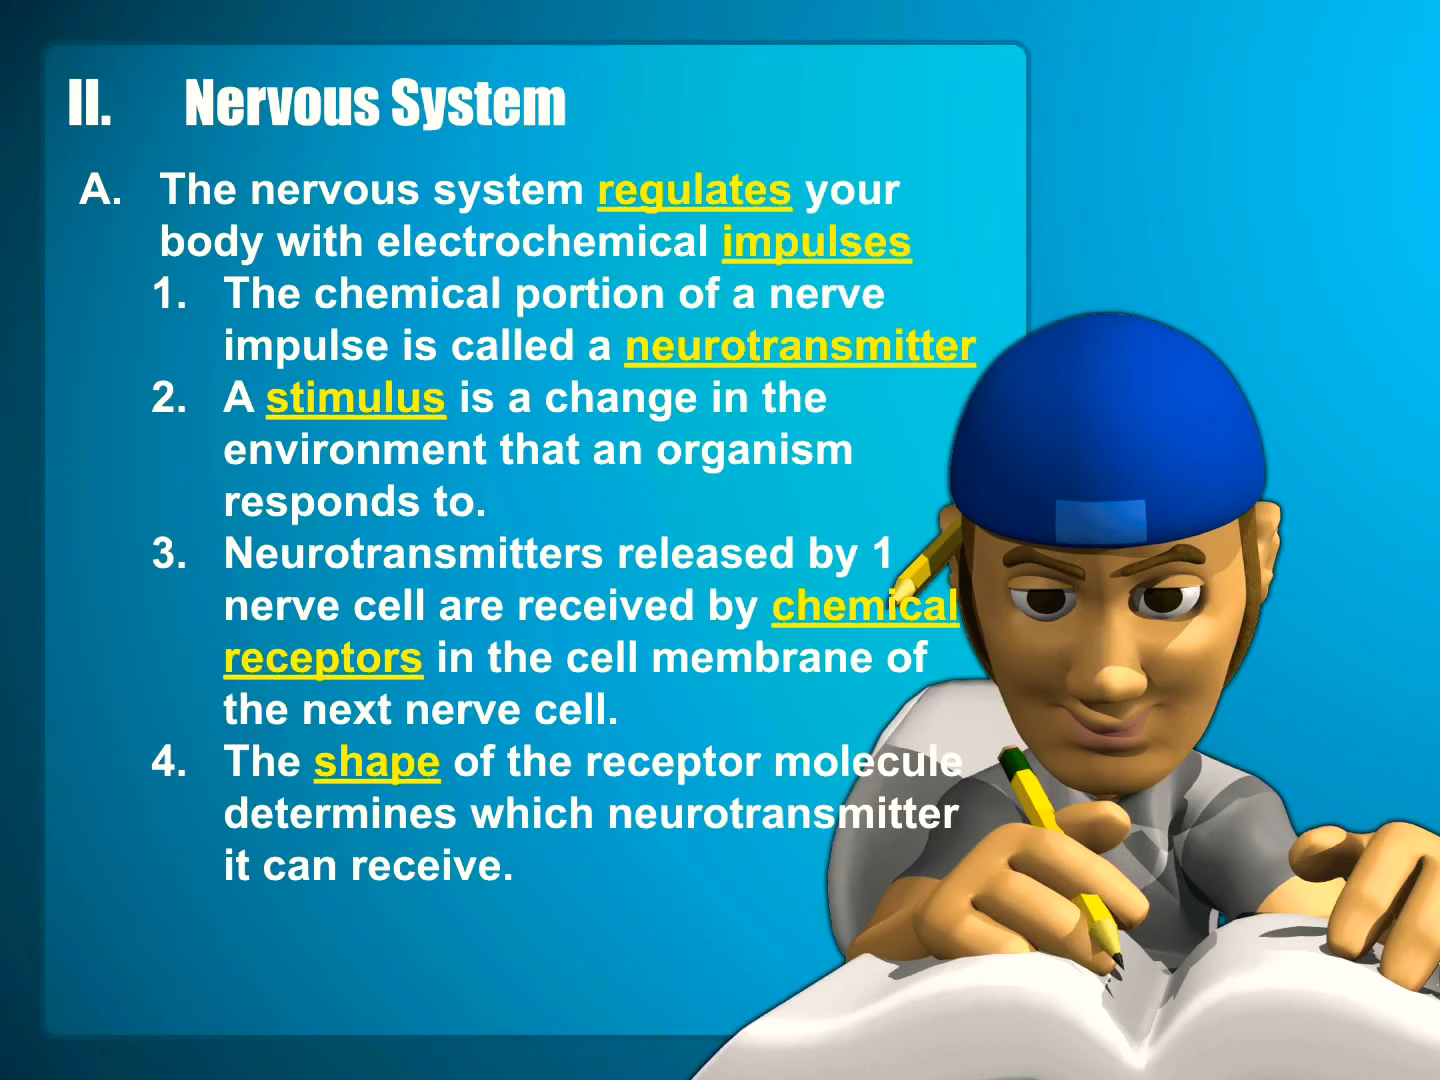 II. Nervous System
A. The nervous system regulates your
body with electrochemical impulses
1. The chemical portion of a nerve
impulse is called a neurotransmitter
2. A stimulus is a change in the
environment that an organism
responds to.
3. Neurotransmitters released by 1
nerve cell are received by chemical
receptors in the cell membrane of
the next nerve cell.
4. The shape of the receptor molecule
determines which neurotransmitter
it can receive.